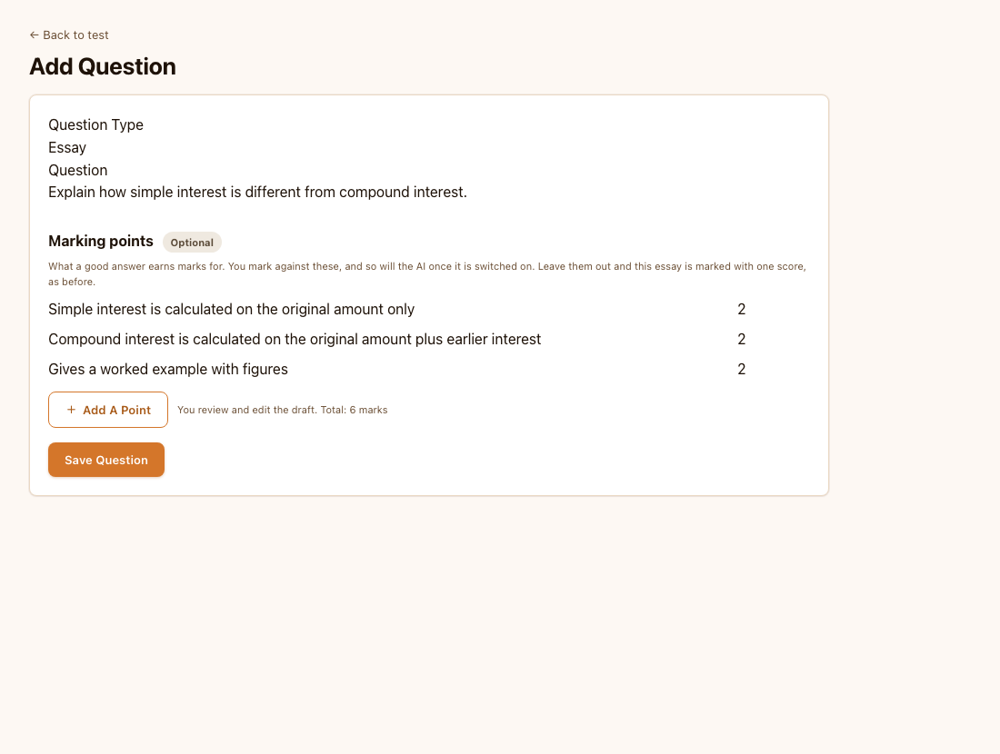 ← Back to test
Add Question
Question Type
Essay
Question
Explain how simple interest is different from compound interest.
Marking points Optional
What a good answer earns marks for. You mark against these, and so will the AI once it is switched on. Leave them out and this essay is marked with one score,
as before.
Simple interest is calculated on the original amount only 2
Compound interest is calculated on the original amount plus earlier interest 2
Gives a worked example with figures 2
+ Add A Point You review and edit the draft. Total: 6 marks
Save Question